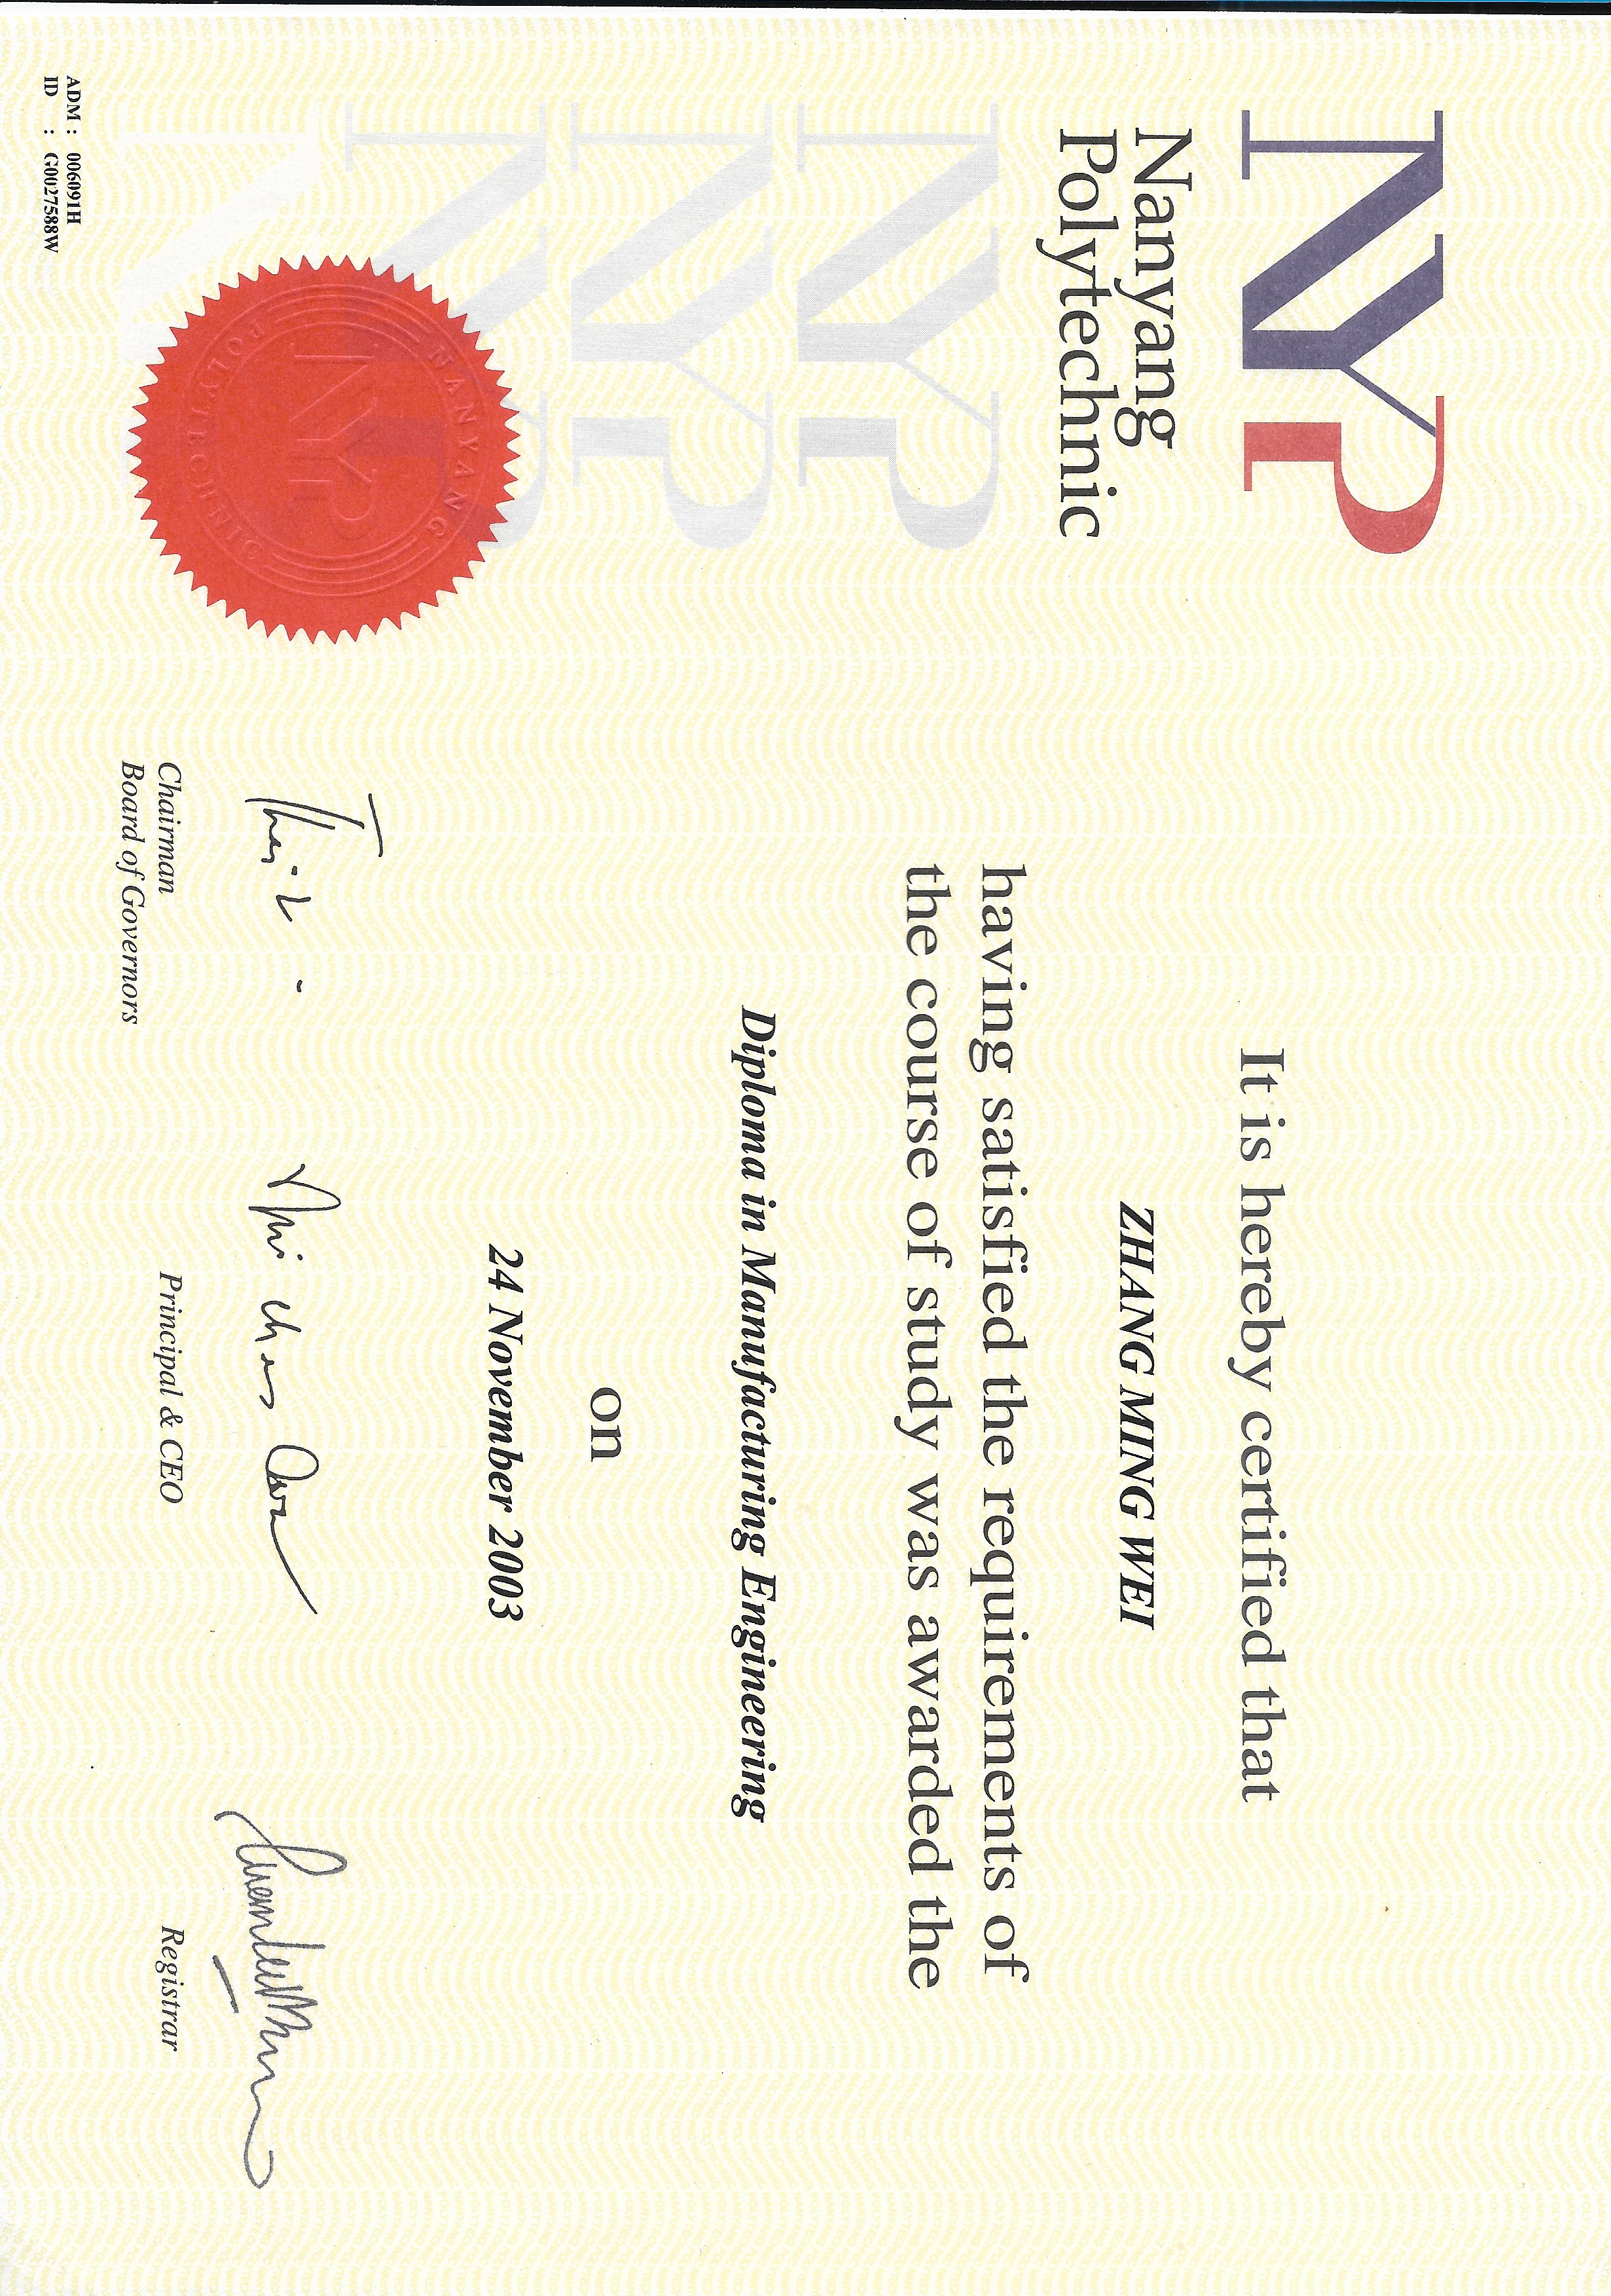 NYP
Nanyang
Polytechnic
It is hereby certified that
ZHANG MING WEI
having satisfied the requirements of
the course of study was awarded the
Diploma in Manufacturing Engineering
on
24 November 2003
NANYANG
NYP
POLYTECHNIC
Chairman
Board of Governors
Principal & CEO
Registrar
ADM : 006091H
ID : G0027588W